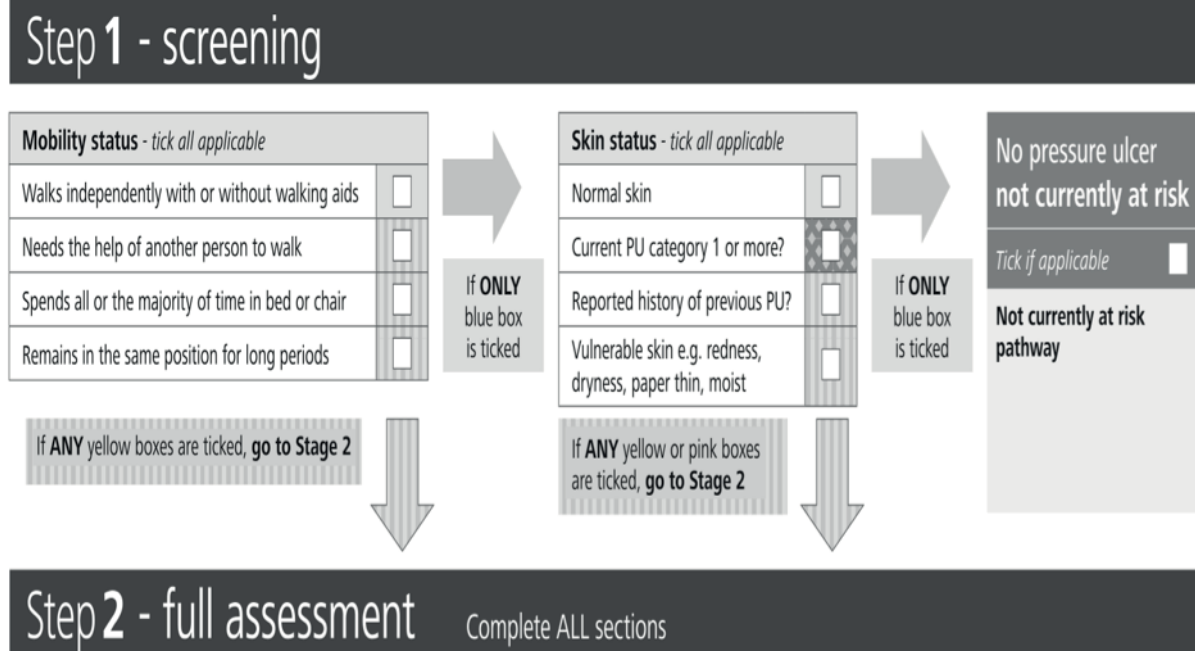 Step 1 - screening
Mobility status - tick all applicable
Walks independently with or without walking aids
Needs the help of another person to walk
Spends all or the majority of time in bed or chair
Remains in the same position for long periods
If ONLY
blue box
is ticked
If ANY yellow boxes are ticked, go to Stage 2
Skin status - tick all applicable
Normal skin
Current PU category 1 or more?
Reported history of previous PU?
Vulnerable skin e.g. redness,
dryness, paper thin, moist
If ONLY
blue box
is ticked
If ANY yellow or pink boxes
are ticked, go to Stage 2
No pressure ulcer
not currently at risk
Tick if applicable
Not currently at risk
pathway
Step 2 - full assessment Complete ALL sections